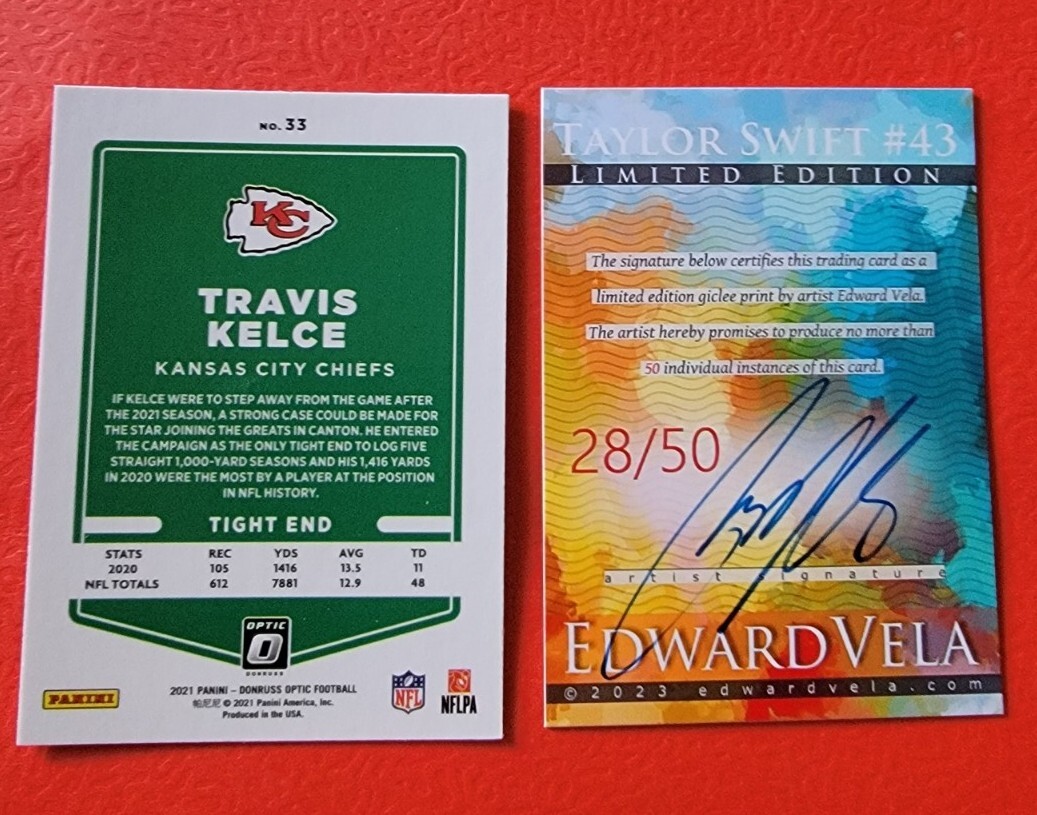 NO. 33
KC
TRAVIS
KELCE
KANSAS CITY CHIEFS
IF KELCE WERE TO STEP AWAY FROM THE GAME AFTER
THE 2021 SEASON, A STRONG CASE COULD BE MADE FOR
THE STAR JOINING THE GREATS IN CANTON. HE ENTERED
THE CAMPAIGN AS THE ONLY TIGHT END TO LOG FIVE
STRAIGHT 1,000-YARD SEASONS AND HIS 1,416 YARDS
IN 2020 WERE THE MOST BY A PLAYER AT THE POSITION
IN NFL HISTORY.
TIGHT END
STATS REC YDS AVG TD
2020 105 1416 13.5 11
NFL TOTALS 612 7881 12.9 48
OPTIC
O
DONRUSS
PANINI
2021 PANINI – DONRUSS OPTIC FOOTBALL
帕尼尼 © 2021 Panini America, Inc.
Produced in the USA.
NFL
NFLPA
TAYLOR SWIFT #43
LIMITED EDITION
The signature below certifies this trading card as a
limited edition giclee print by artist Edward Vela.
The artist hereby promises to produce no more than
50 individual instances of this card.
28/50
artist signature
EDWARD VELA
© 2023 edwardvela.com